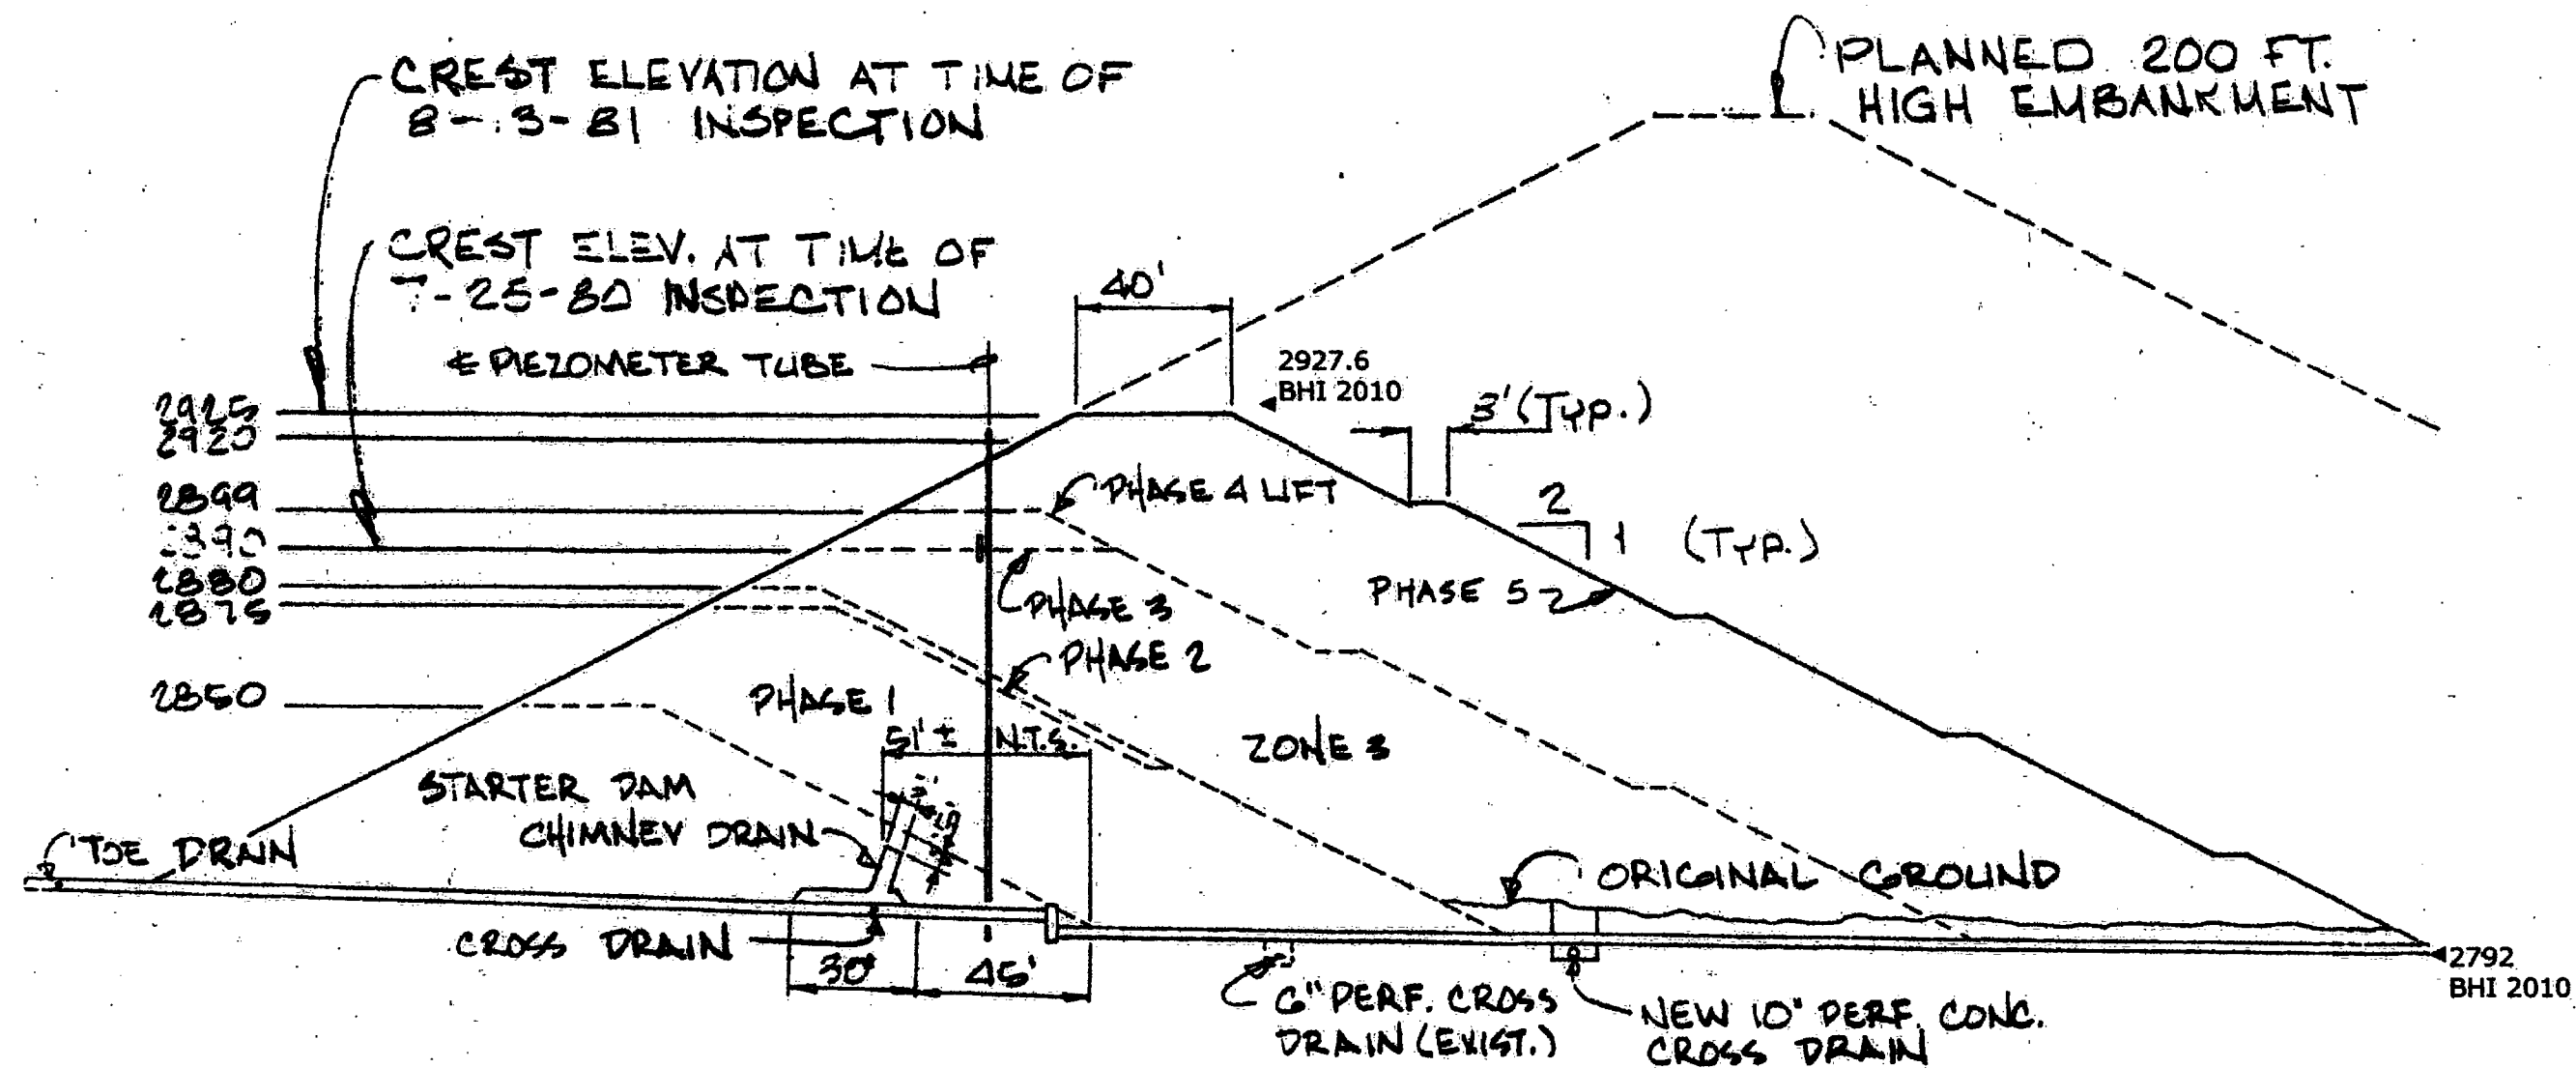 CREST ELEVATION AT TIME OF
8-3-81 INSPECTION
PLANNED 200 FT.
HIGH EMBANKMENT
CREST ELEV. AT TIME OF
7-25-80 INSPECTION
40'
℄ PIEZOMETER TUBE
2927.6
BHI 2010
3' (TYP.)
2925
2920
2899
2890
2880
2875
2850
PHASE 4 LIFT
2
1 (TYP.)
PHASE 3
PHASE 5
PHASE 2
PHASE 1
51' ± N.T.S.
ZONE 3
STARTER DAM
CHIMNEY DRAIN
TOE DRAIN
ORIGINAL GROUND
CROSS DRAIN
30'
45'
2792
BHI 2010
6" PERF. CROSS
DRAIN (EXIST.)
NEW 10" PERF. CONC.
CROSS DRAIN